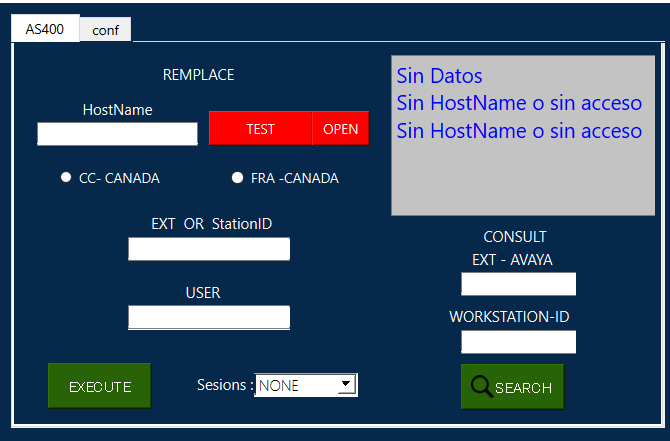 AS400
conf
REMPLACE
HostName
TEST
OPEN
CC- CANADA
FRA -CANADA
EXT OR StationID
USER
EXECUTE
Sesions :
NONE
Sin Datos
Sin HostName o sin acceso
Sin HostName o sin acceso
CONSULT
EXT - AVAYA
WORKSTATION-ID
SEARCH